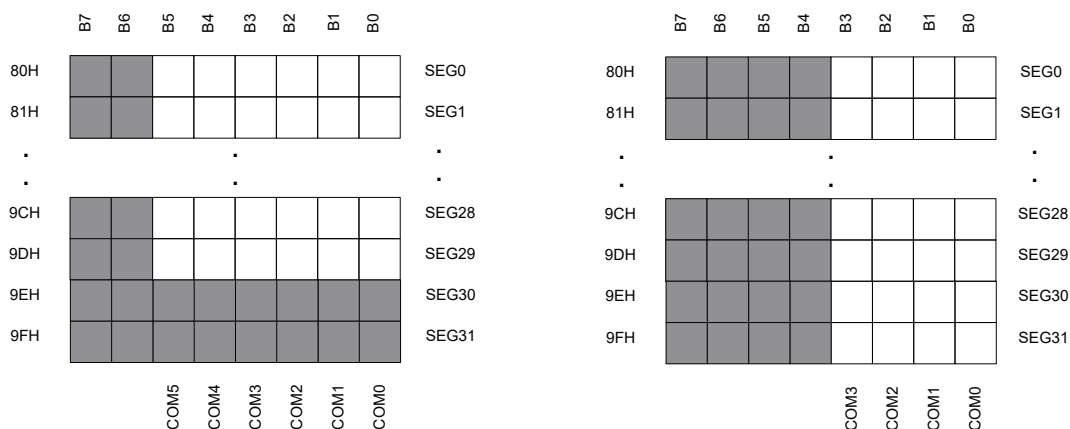 B7 B6 B5 B4 B3 B2 B1 B0
80H SEG0
81H SEG1
9CH SEG28
9DH SEG29
9EH SEG30
9FH SEG31
COM5 COM4 COM3 COM2 COM1 COM0
B7 B6 B5 B4 B3 B2 B1 B0
80H SEG0
81H SEG1
9CH SEG28
9DH SEG29
9EH SEG30
9FH SEG31
COM3 COM2 COM1 COM0